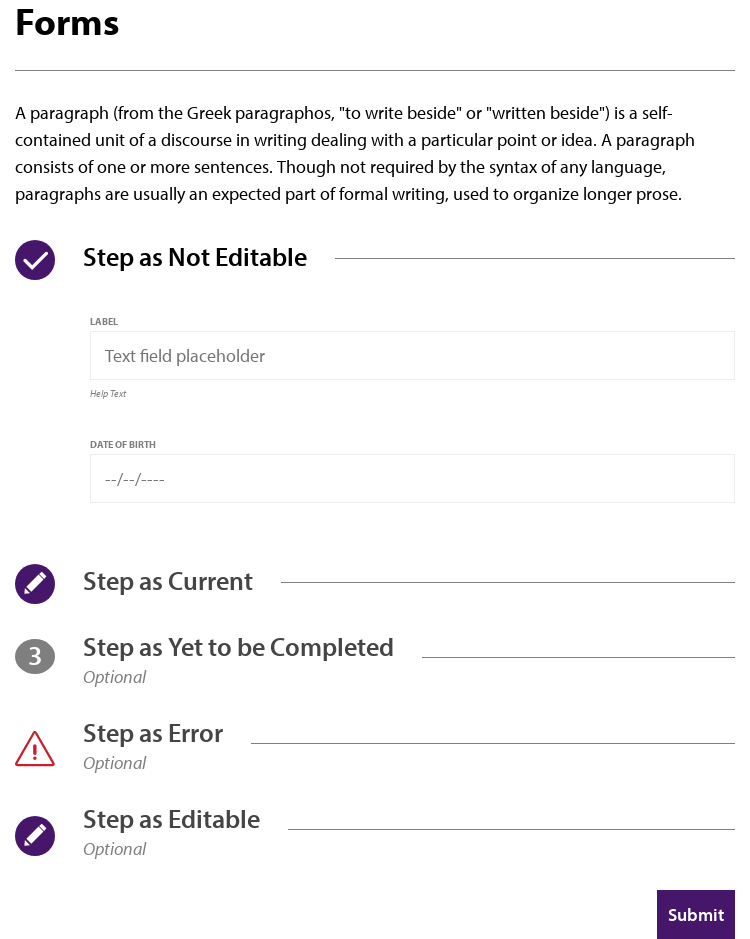 Forms
A paragraph (from the Greek paragraphos, "to write beside" or "written beside") is a self-
contained unit of a discourse in writing dealing with a particular point or idea. A paragraph
consists of one or more sentences. Though not required by the syntax of any language,
paragraphs are usually an expected part of formal writing, used to organize longer prose.
Step as Not Editable
LABEL
Text field placeholder
Help Text
DATE OF BIRTH
--/--/----
Step as Current
3
Step as Yet to be Completed
Optional
Step as Error
Optional
Step as Editable
Optional
Submit